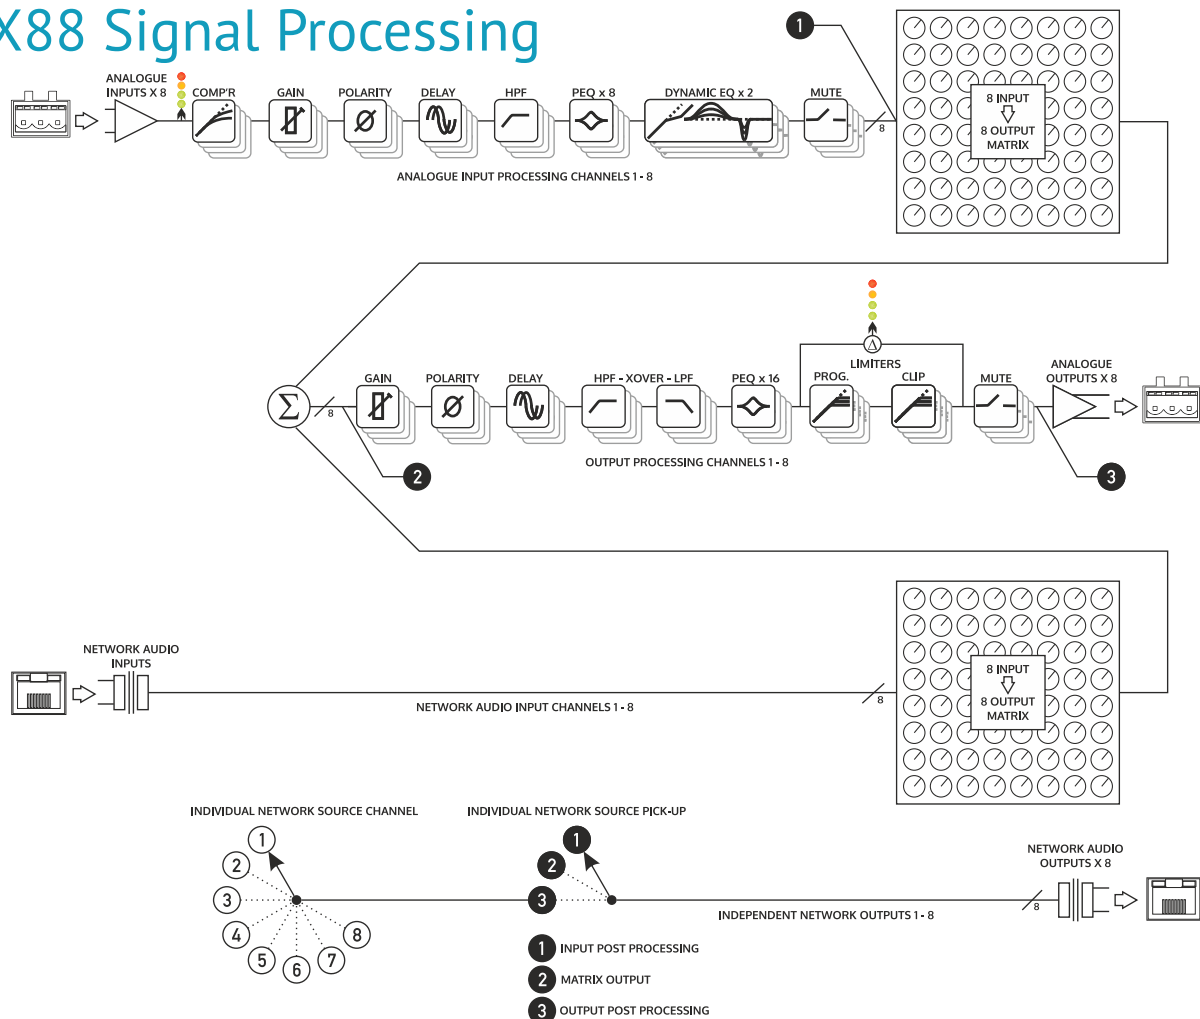 X88 Signal Processing
1
ANALOGUE
INPUTS X 8
COMP'R
GAIN
POLARITY
DELAY
HPF
PEQ x 8
DYNAMIC EQ x 2
MUTE
8
8 INPUT
8 OUTPUT
MATRIX
ANALOGUE INPUT PROCESSING CHANNELS 1 - 8
Σ
8
GAIN
POLARITY
DELAY
HPF - XOVER - LPF
PEQ x 16
Δ
LIMITERS
PROG.
CLIP
MUTE
ANALOGUE
OUTPUTS X 8
2
OUTPUT PROCESSING CHANNELS 1 - 8
3
NETWORK AUDIO
INPUTS
NETWORK AUDIO INPUT CHANNELS 1 - 8
8
8 INPUT
8 OUTPUT
MATRIX
INDIVIDUAL NETWORK SOURCE CHANNEL
1
2
3
4
5
6
7
8
INDIVIDUAL NETWORK SOURCE PICK-UP
1
2
3
INDEPENDENT NETWORK OUTPUTS 1 - 8
8
NETWORK AUDIO
OUTPUTS X 8
1 INPUT POST PROCESSING
2 MATRIX OUTPUT
3 OUTPUT POST PROCESSING